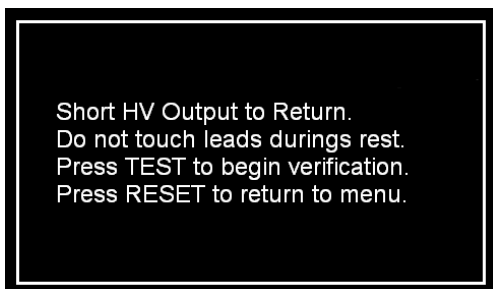 Short HV Output to Return.
Do not touch leads durings rest.
Press TEST to begin verification.
Press RESET to return to menu.